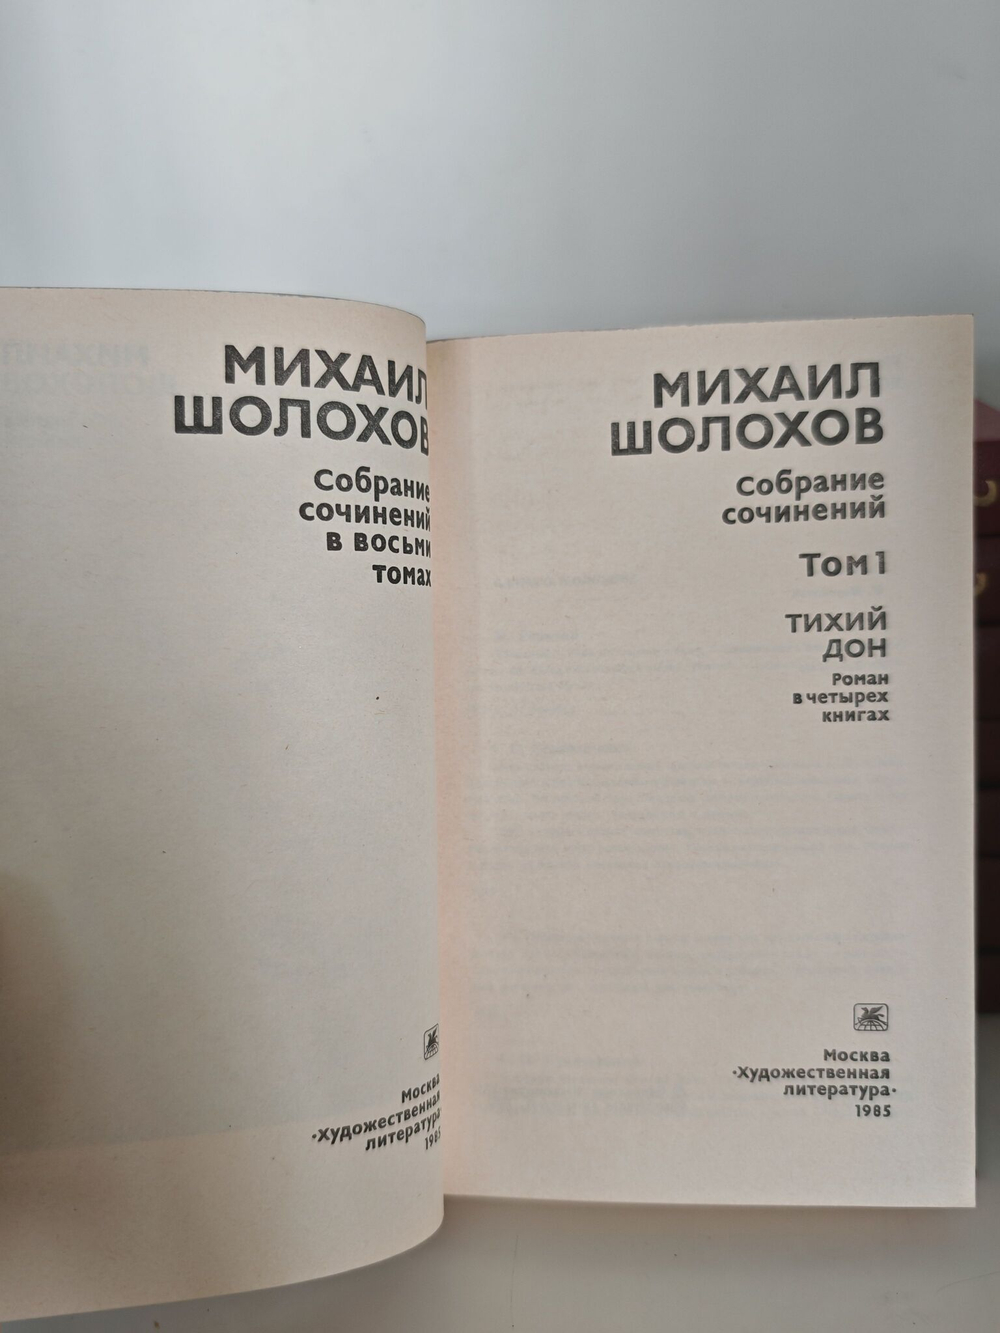 МИХАИЛ
ШОЛОХОВ
Собрание
сочинений
в восьми
томах
Москва
·Художественная
литература·
1985
МИХАИЛ
ШОЛОХОВ
Собрание
сочинений
Том 1
ТИХИЙ
ДОН
Роман
в четырех
книгах
Москва
·Художественная
литература·
1985